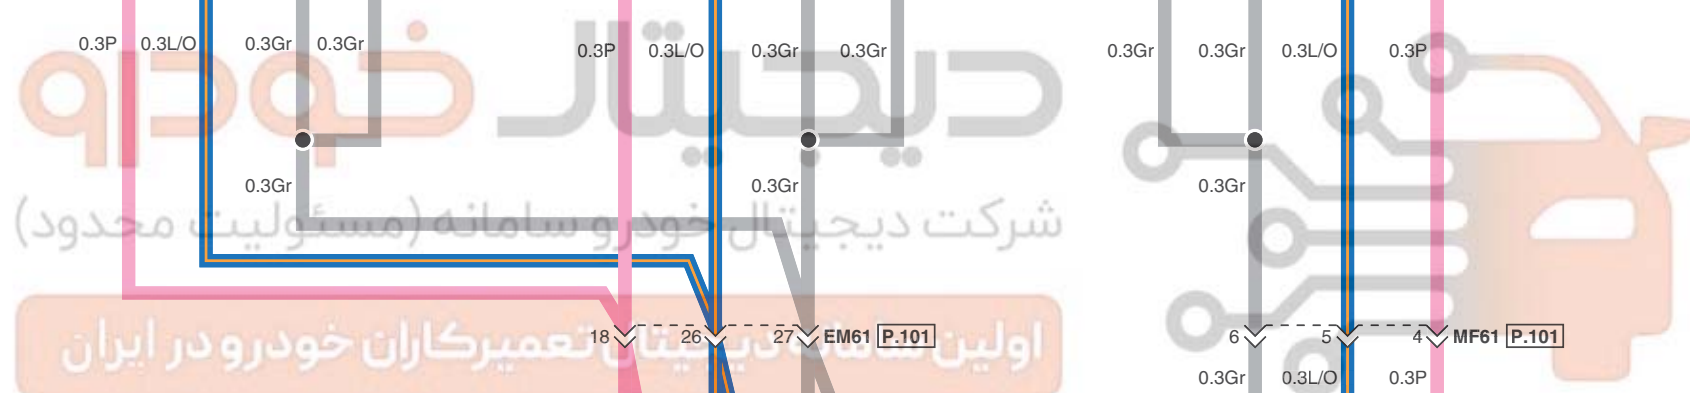 0.3P 0.3L/O 0.3Gr 0.3Gr 0.3P 0.3L/O 0.3Gr 0.3Gr 0.3Gr 0.3Gr 0.3L/O 0.3P
دیجیتال خودرو
0.3Gr 0.3Gr 0.3Gr
شرکت دیجیتال خودرو سامانه (مسئولیت محدود)
18 26 27 EM61 P.101 6 5 4 MF61 P.101
اولین سامانه دیجیتال تعمیرکاران خودرو در ایران
0.3Gr 0.3L/O 0.3P